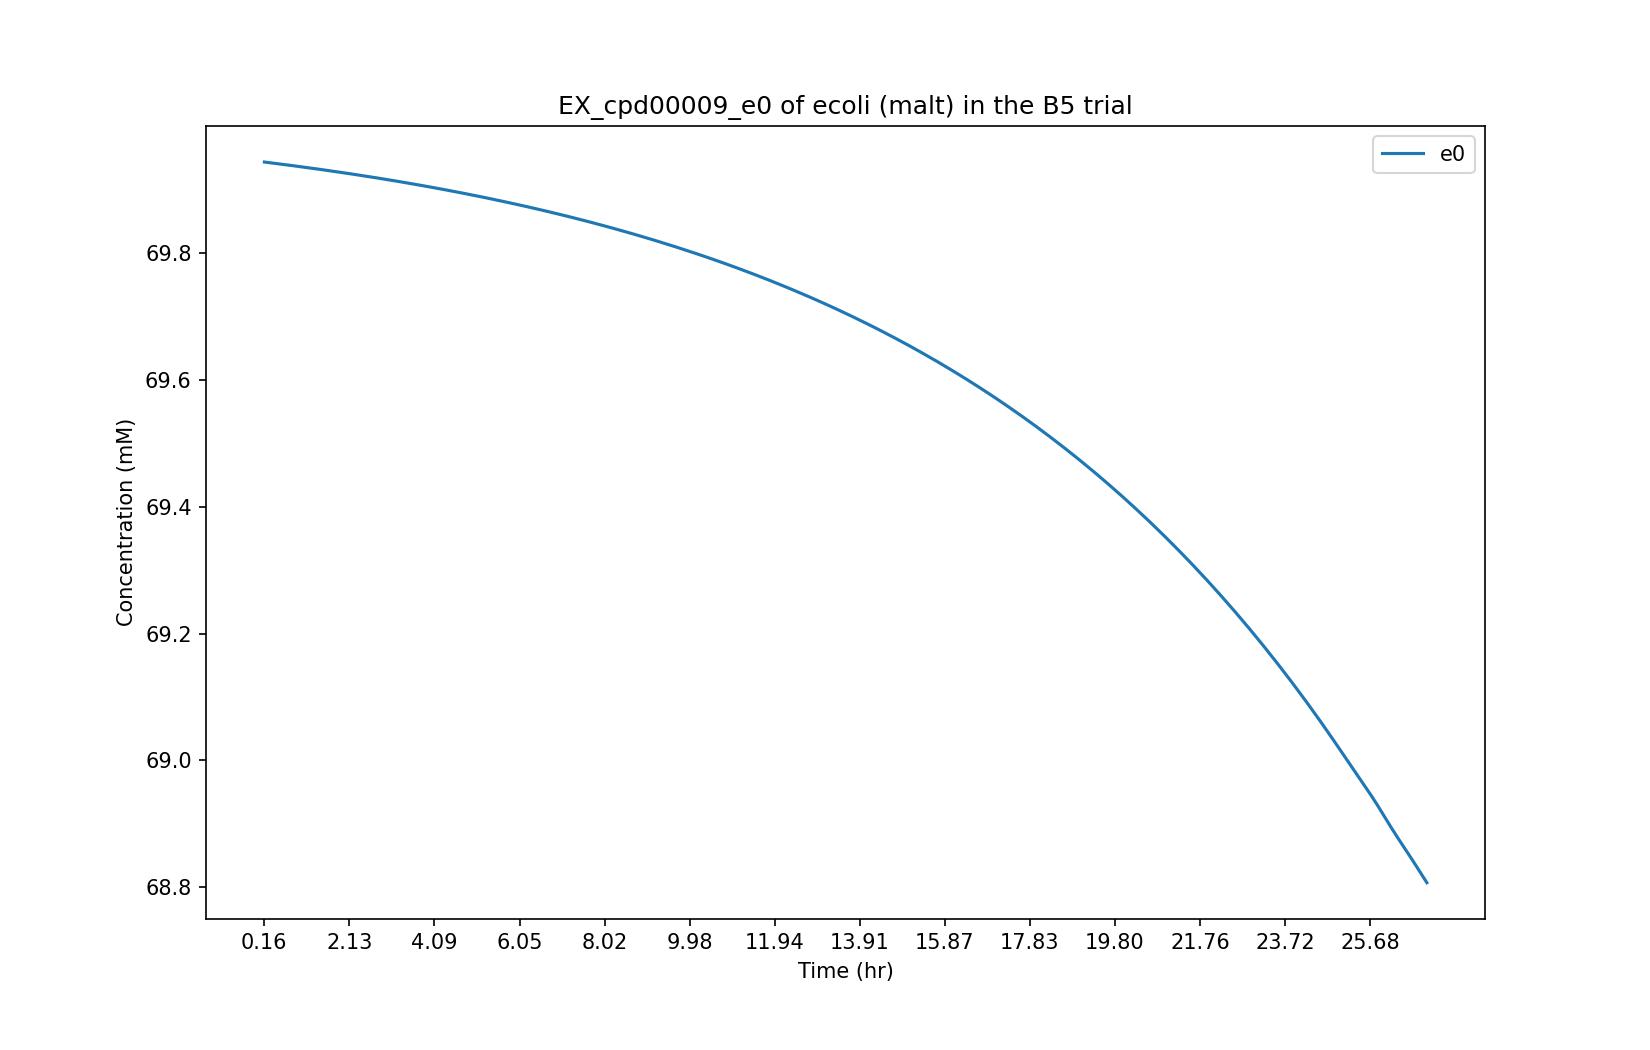 EX_cpd00009_e0 of ecoli (malt) in the B5 trial
e0
Concentration (mM)
69.8
69.6
69.4
69.2
69.0
68.8
0.16 2.13 4.09 6.05 8.02 9.98 11.94 13.91 15.87 17.83 19.80 21.76 23.72 25.68
Time (hr)